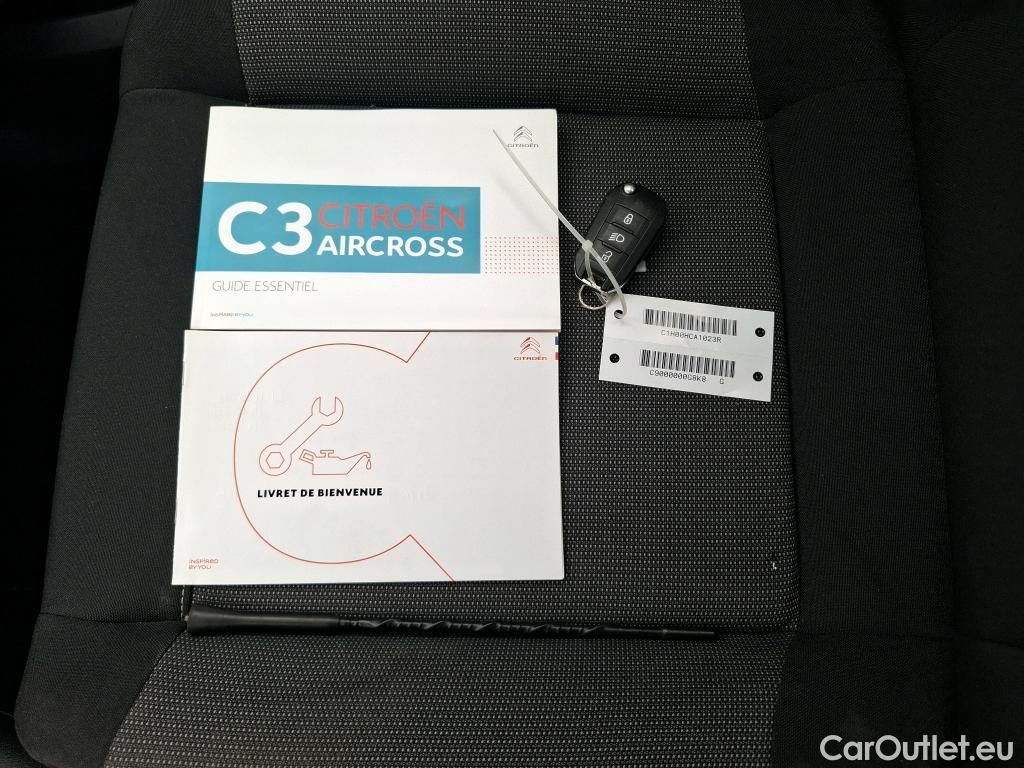 CITROËN
C3 CITROËN
AIRCROSS
GUIDE ESSENTIEL
INSPIRED BY YOU
CITROËN
LIVRET DE BIENVENUE
INSPIRED
BY YOU
C1H00HCA1023R
C9000000G8K8 G
CarOutlet.eu